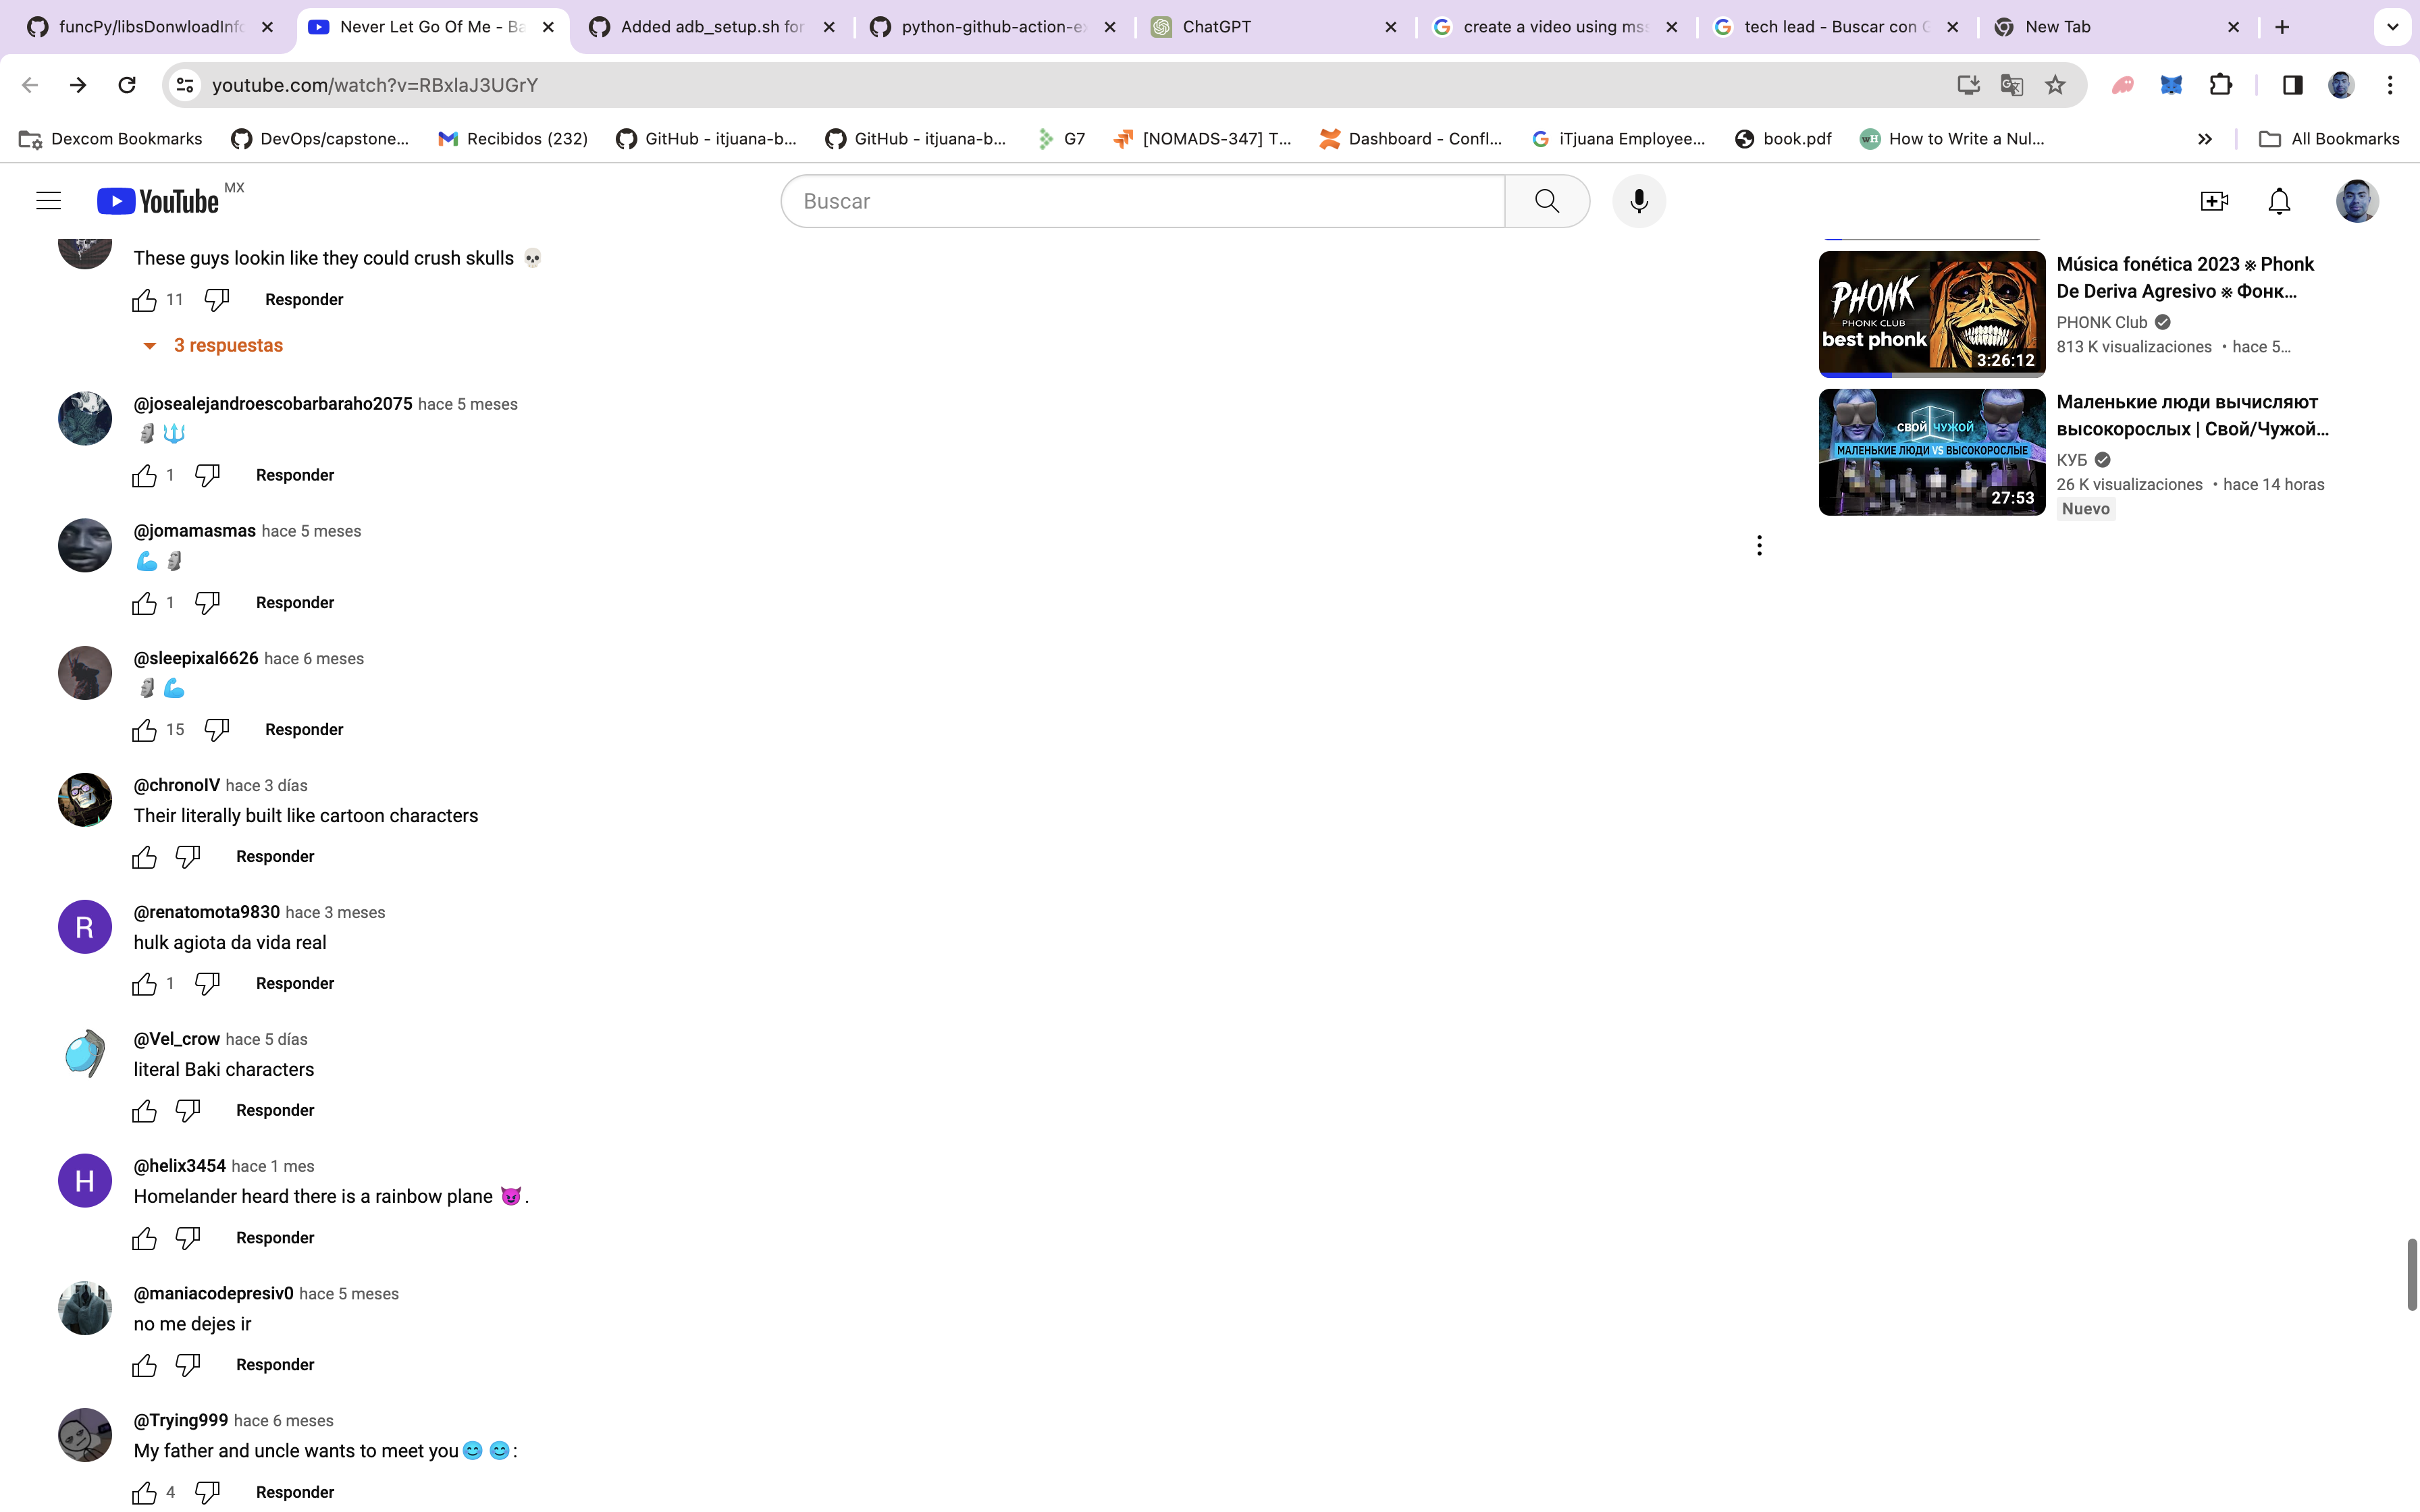 funcPy/libsDonwloadInfo
Never Let Go Of Me - Ba
Added adb_setup.sh for
python-github-action-ex
ChatGPT
create a video using mss
tech lead - Buscar con G
New Tab
youtube.com/watch?v=RBxlaJ3UGrY
Dexcom Bookmarks
DevOps/capstone...
Recibidos (232)
GitHub - itjuana-b...
GitHub - itjuana-b...
G7
[NOMADS-347] T...
Dashboard - Confl...
iTjuana Employee...
book.pdf
How to Write a Nul...
All Bookmarks
YouTube MX
Buscar
These guys lookin like they could crush skulls 💀
11 Responder
3 respuestas
@josealejandroescobarbaraho2075 hace 5 meses
🗿🔱
1 Responder
@jomamasmas hace 5 meses
💪🗿
1 Responder
@sleepixal6626 hace 6 meses
🗿💪
15 Responder
@chronoIV hace 3 días
Their literally built like cartoon characters
Responder
R
@renatomota9830 hace 3 meses
hulk agiota da vida real
1 Responder
@Vel_crow hace 5 días
literal Baki characters
Responder
H
@helix3454 hace 1 mes
Homelander heard there is a rainbow plane 😈.
Responder
@maniacodepresiv0 hace 5 meses
no me dejes ir
Responder
@Trying999 hace 6 meses
My father and uncle wants to meet you😊😊:
4 Responder
PHONK
PHONK CLUB
best phonk
3:26:12
Música fonética 2023 ※ Phonk
De Deriva Agresivo ※ Фонк...
PHONK Club
813 K visualizaciones • hace 5...
СВОЙ ЧУЖОЙ
МАЛЕНЬКИЕ ЛЮДИ VS ВЫСОКОРОСЛЫЕ
27:53
Маленькие люди вычисляют
высокорослых | Свой/Чужой...
КУБ
26 K visualizaciones • hace 14 horas
Nuevo